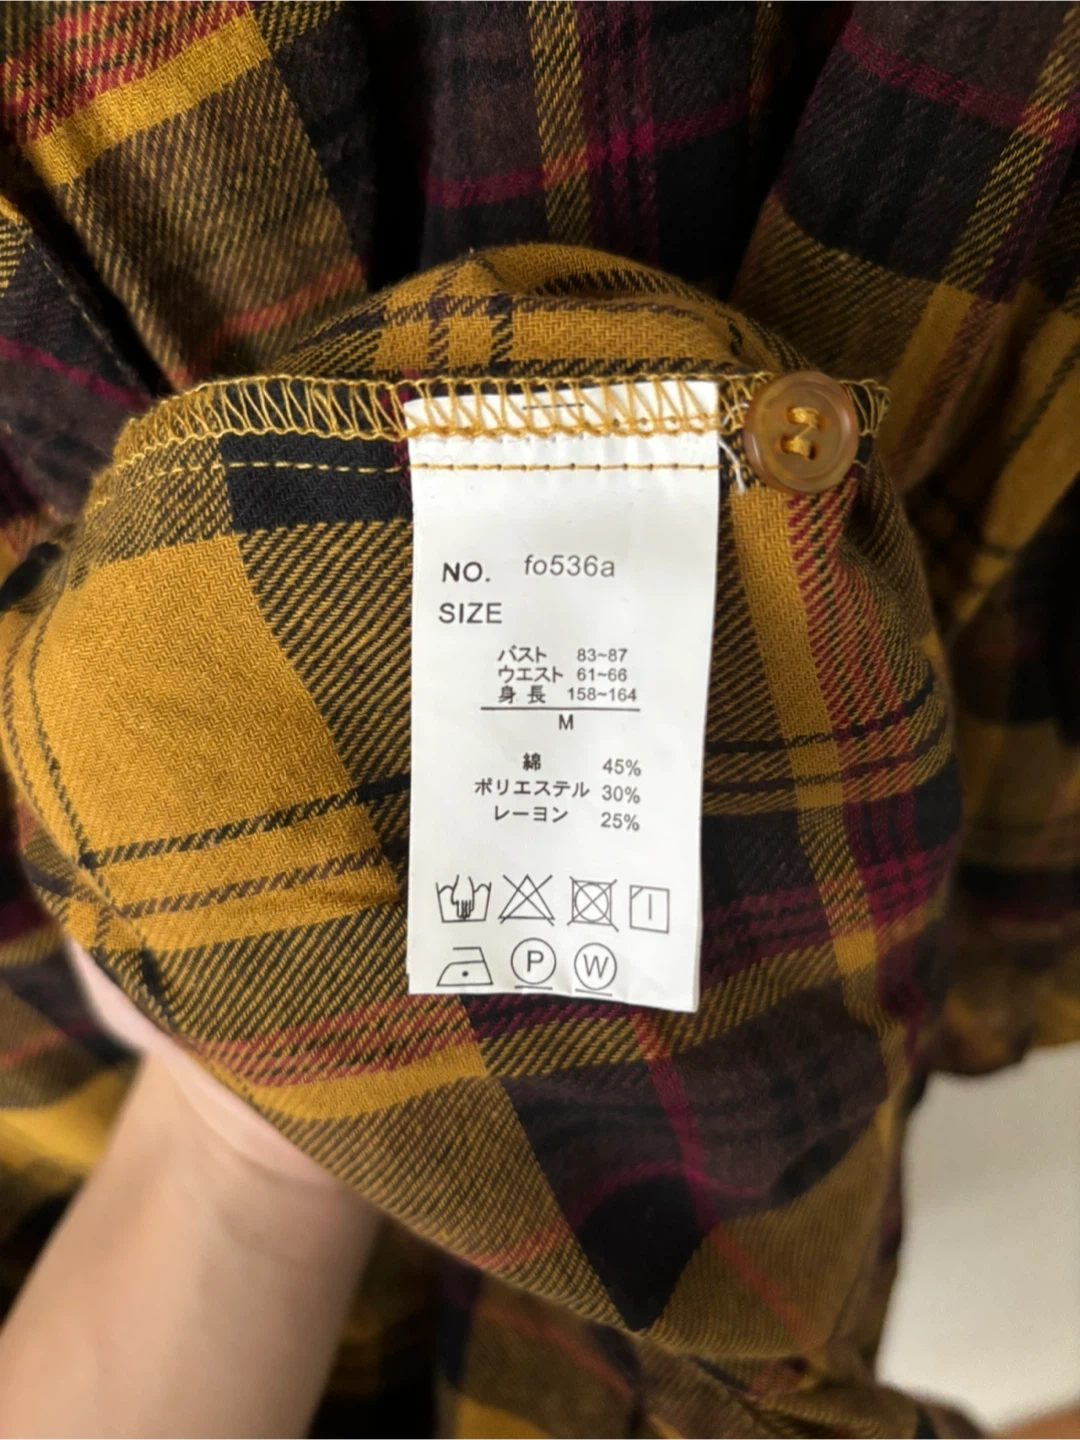 NO. fo536a
SIZE
バスト 83~87
ウエスト 61~66
身長 158~164
M
綿 45%
ポリエステル 30%
レーヨン 25%
P W